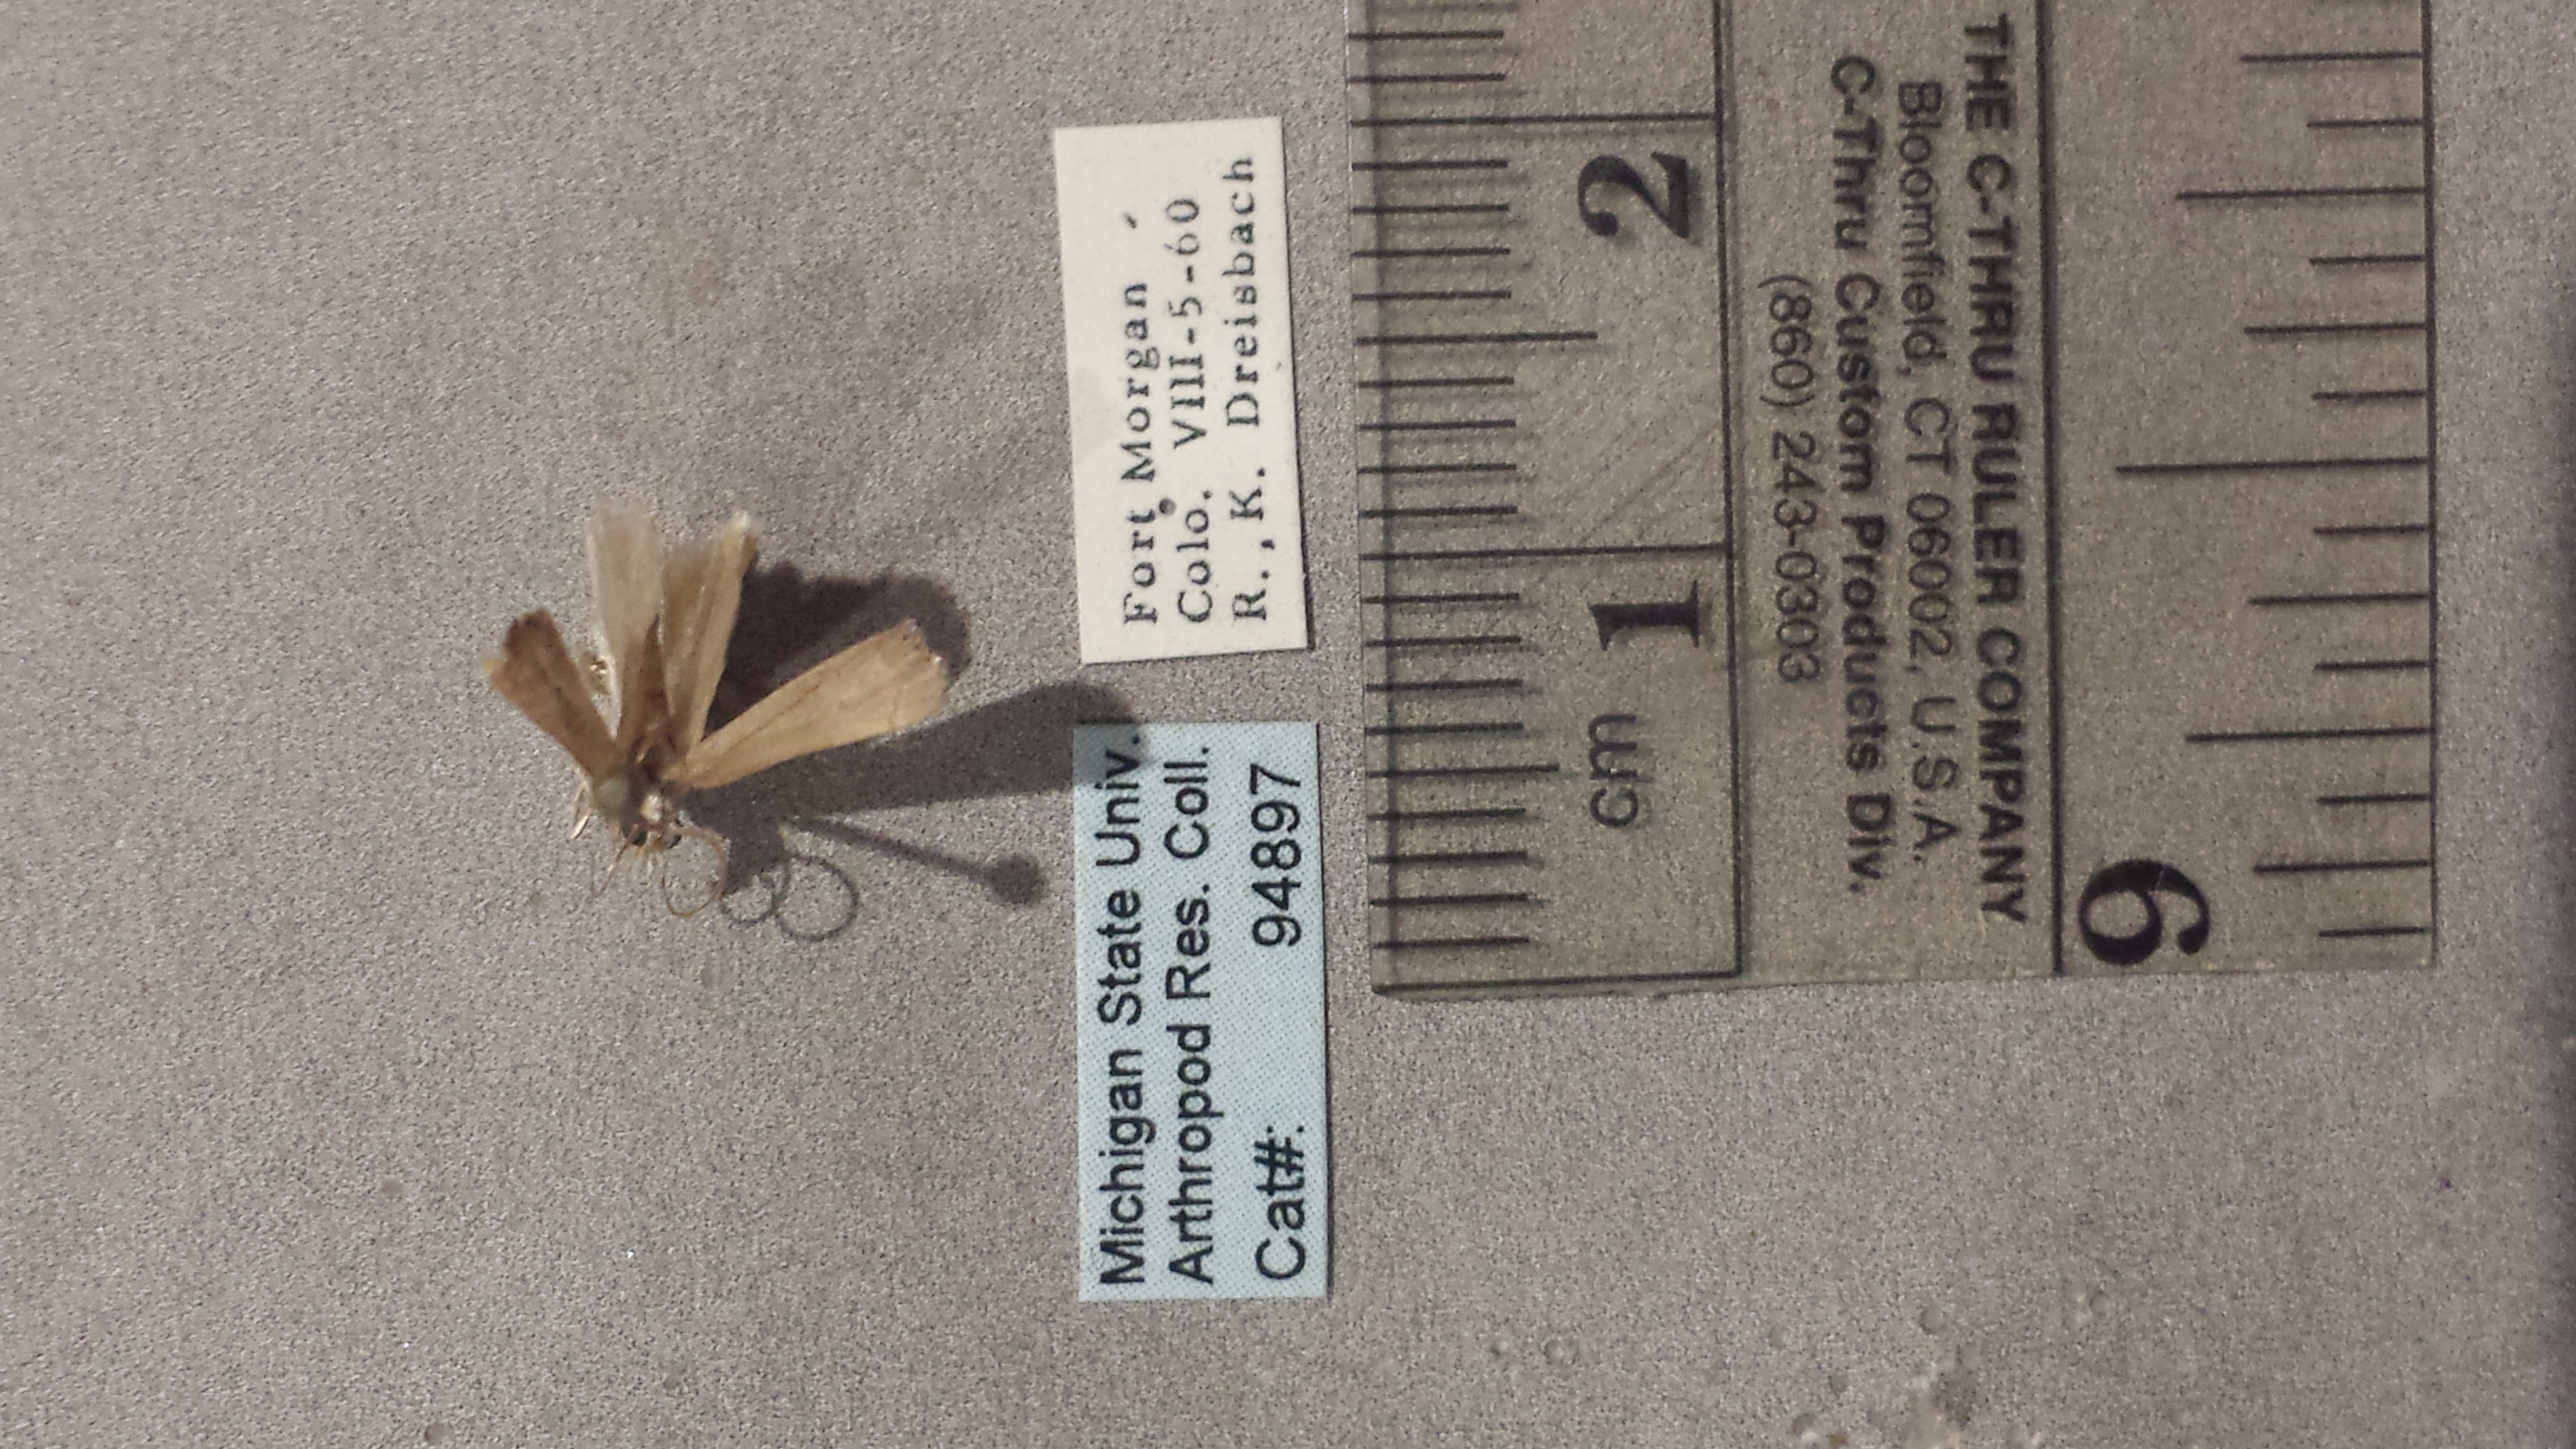 Fort Morgan,
Colo. VIII-5-60
R., K. Dreisbach
Michigan State Univ.
Arthropod Res. Coll.
Cat#: 94897
cm 1 2
THE C-THRU RULER COMPANY
Bloomfield, CT 06002, U.S.A.
C-Thru Custom Products Div.
(860) 243-0303
6